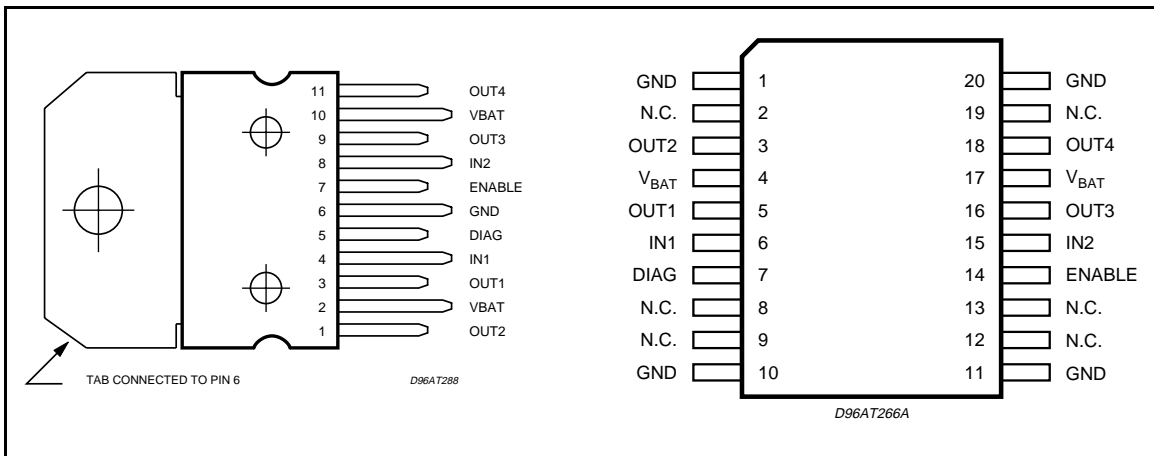 11 OUT4
10 VBAT
9 OUT3
8 IN2
7 ENABLE
6 GND
5 DIAG
4 IN1
3 OUT1
2 VBAT
1 OUT2
TAB CONNECTED TO PIN 6
D96AT288
GND 1 20 GND
N.C. 2 19 N.C.
OUT2 3 18 OUT4
VBAT 4 17 VBAT
OUT1 5 16 OUT3
IN1 6 15 IN2
DIAG 7 14 ENABLE
N.C. 8 13 N.C.
N.C. 9 12 N.C.
GND 10 11 GND
D96AT266A